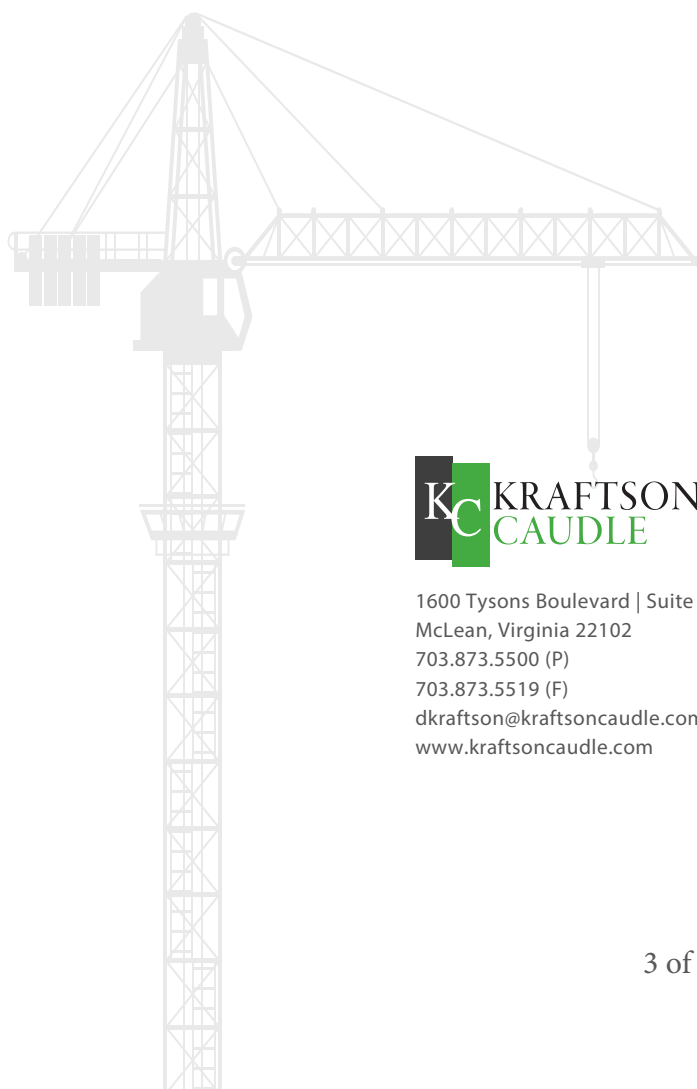 KC KRAFTSON
CAUDLE
1600 Tysons Boulevard | Suite
McLean, Virginia 22102
703.873.5500 (P)
703.873.5519 (F)
dkraftson@kraftsoncaudle.com
www.kraftsoncaudle.com
3 of